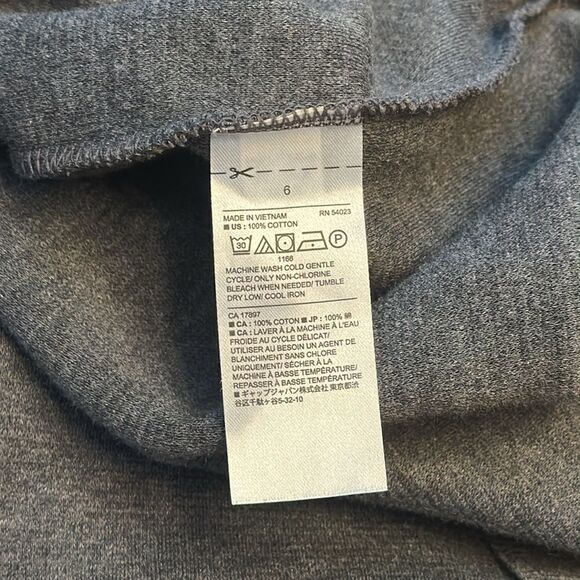 6
MADE IN VIETNAM RN 54023
■ US : 100% COTTON
30 P
1166
MACHINE WASH COLD GENTLE
CYCLE/ ONLY NON-CHLORINE
BLEACH WHEN NEEDED/ TUMBLE
DRY LOW/ COOL IRON
CA 17897
■ CA : 100% COTON ■ JP : 100% 綿
■ CA : LAVER À LA MACHINE À L'EAU
FROIDE AU CYCLE DÉLICAT/
UTILISER AU BESOIN UN AGENT DE
BLANCHIMENT SANS CHLORE
UNIQUEMENT/ SÉCHER À LA
MACHINE À BASSE TEMPÉRATURE/
REPASSER À BASSE TEMPÉRATURE
■ ギャップジャパン株式会社 東京都渋
谷区千駄ヶ谷5-32-10